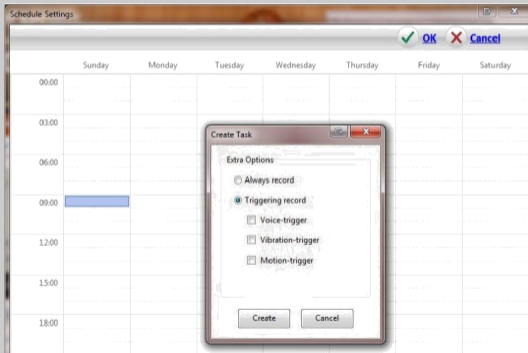 Schedule Settings
OK Cancel
Sunday Monday Tuesday Wednesday Thursday Friday Saturday
00:00
03:00
06:00
09:00
12:00
15:00
18:00
Create Task
Extra Options
Always record
Triggering record
Voice-trigger
Vibration-trigger
Motion-trigger
Create Cancel